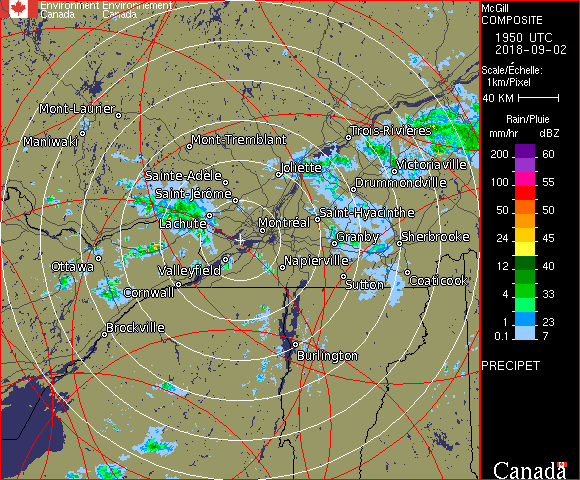 Environment Environnement
Canada Canada
McGill
COMPOSITE
1950 UTC
2018-09-02
Scale/Échelle:
1km/Pixel
40 KM
Rain/Pluie
mm/hr dBZ
200 60
100 55
50 50
24 45
12 40
4 33
1 23
0.1 7
PRECIPET
Canada
Mont-Laurier
Maniwaki
Mont-Tremblant
Trois-Rivières
Victoriaville
Joliette
Sainte-Adèle
Drummondville
Saint-Jérôme
Saint-Hyacinthe
Lachute
Montréal
Granby
Sherbrooke
Ottawa
Napierville
Valleyfield
Coaticook
Sutton
Cornwall
Brockville
Burlington